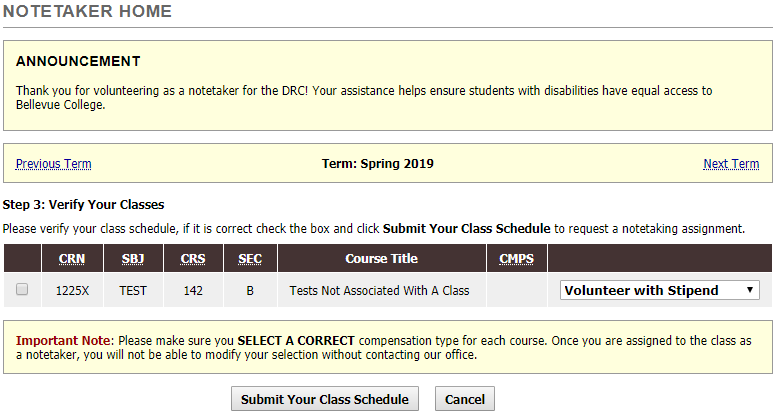 NOTETAKER HOME
ANNOUNCEMENT
Thank you for volunteering as a notetaker for the DRC! Your assistance helps ensure students with disabilities have equal access to
Bellevue College.
Previous Term Term: Spring 2019 Next Term
Step 3: Verify Your Classes
Please verify your class schedule, if it is correct check the box and click Submit Your Class Schedule to request a notetaking assignment.
CRN SBJ CRS SEC Course Title CMPS
1225X TEST 142 B Tests Not Associated With A Class Volunteer with Stipend
Important Note: Please make sure you SELECT A CORRECT compensation type for each course. Once you are assigned to the class as
a notetaker, you will not be able to modify your selection without contacting our office.
Submit Your Class Schedule Cancel